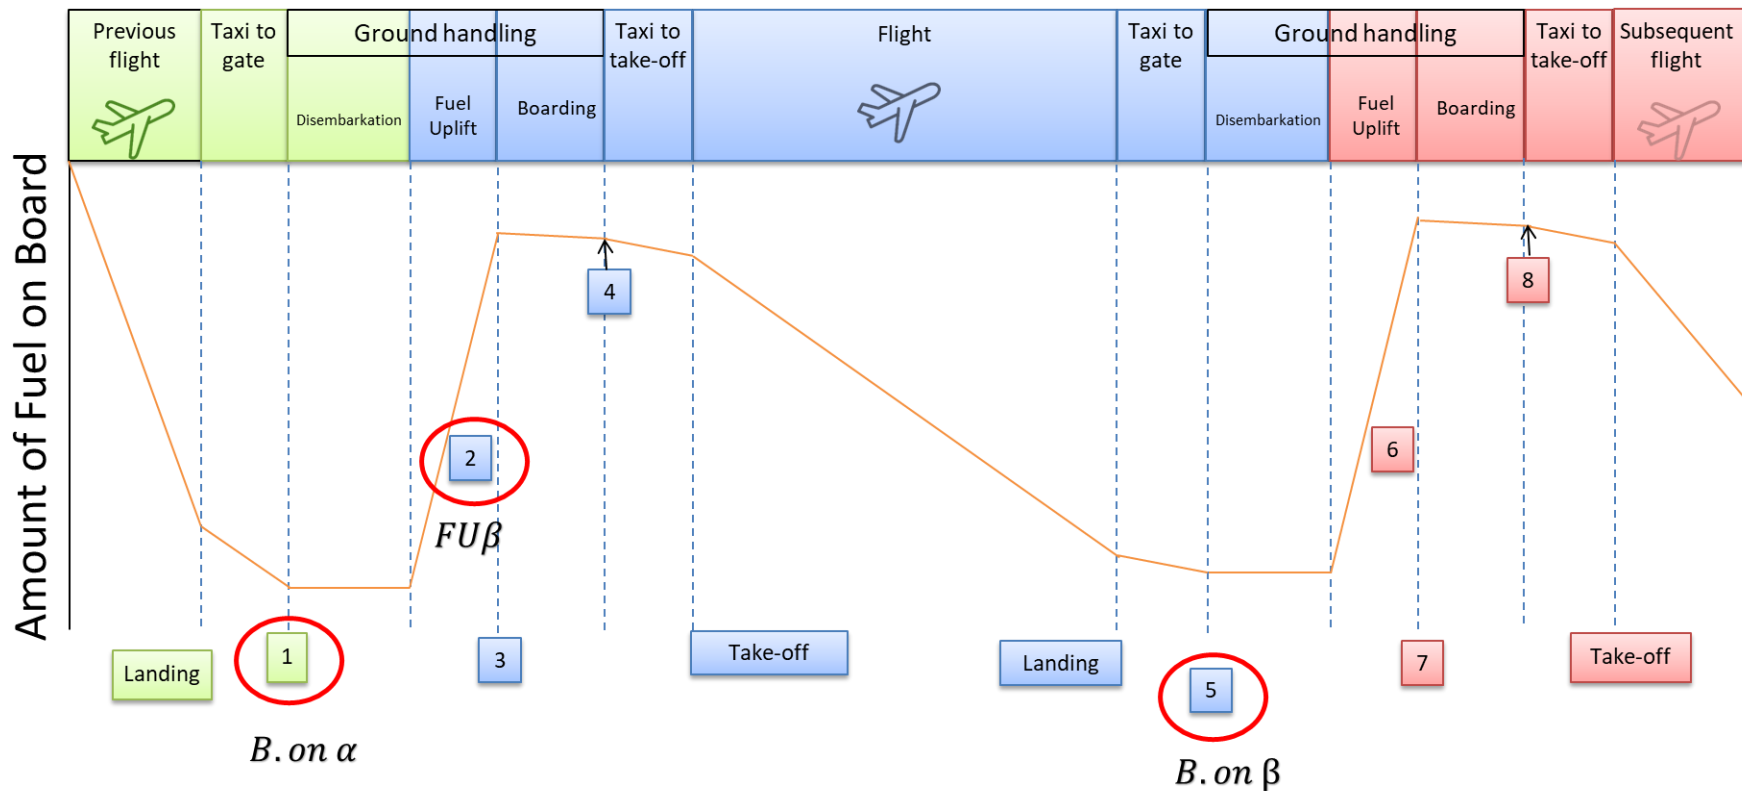 Previous
flight
Taxi to
gate
Ground handling
Disembarkation
Fuel
Uplift
Boarding
Taxi to
take-off
Flight
Taxi to
gate
Ground handling
Disembarkation
Fuel
Uplift
Boarding
Taxi to
take-off
Subsequent
flight
Amount of Fuel on Board
4
8
2
6
FUβ
Landing
1
3
Take-off
Landing
5
7
Take-off
B. on α
B. on β